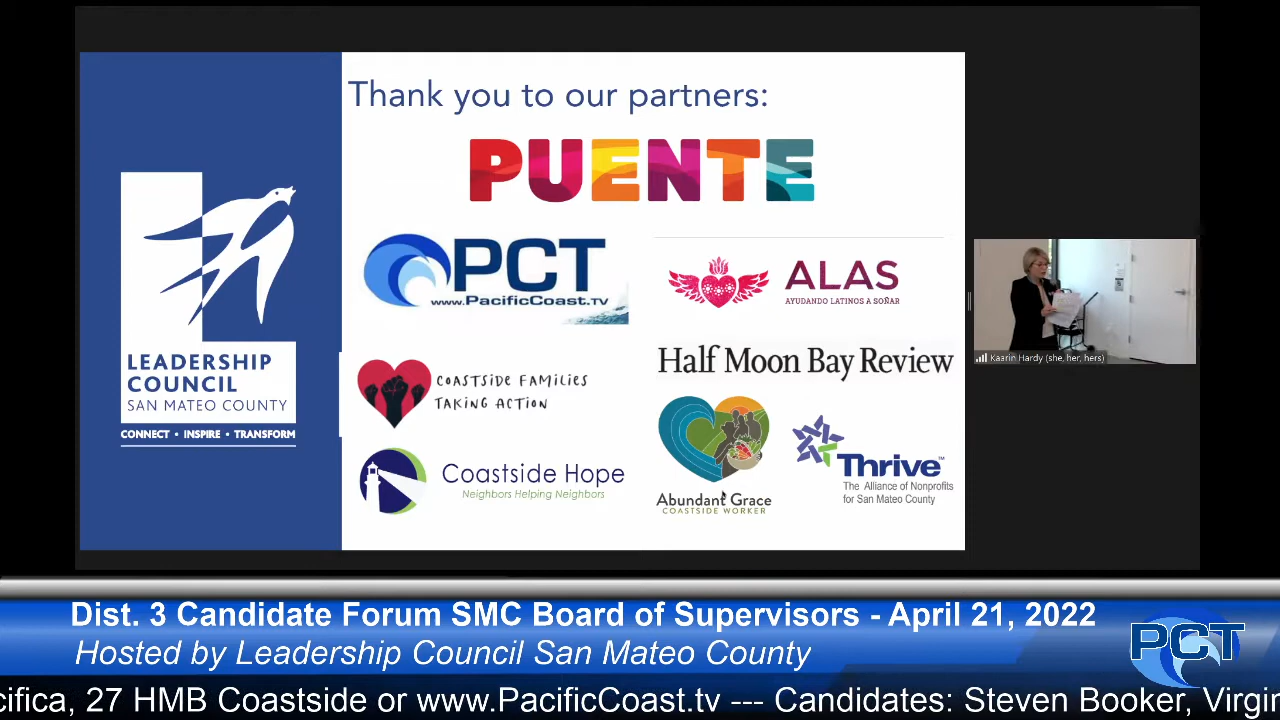 Thank you to our partners:
PUENTE
PCT
www.PacificCoast.tv
ALAS
AYUDANDO LATINOS A SOÑAR
LEADERSHIP
COUNCIL
SAN MATEO COUNTY
CONNECT • INSPIRE • TRANSFORM
COASTSIDE FAMILIES
TAKING ACTION
Half Moon Bay Review
Coastside Hope
Neighbors Helping Neighbors
Abundant Grace
COASTSIDE WORKER
Thrive™
The Alliance of Nonprofits
for San Mateo County
Kaarin Hardy (she, her, hers)
Dist. 3 Candidate Forum SMC Board of Supervisors - April 21, 2022
Hosted by Leadership Council San Mateo County
PCT
cifica, 27 HMB Coastside or www.PacificCoast.tv --- Candidates: Steven Booker, Virgin